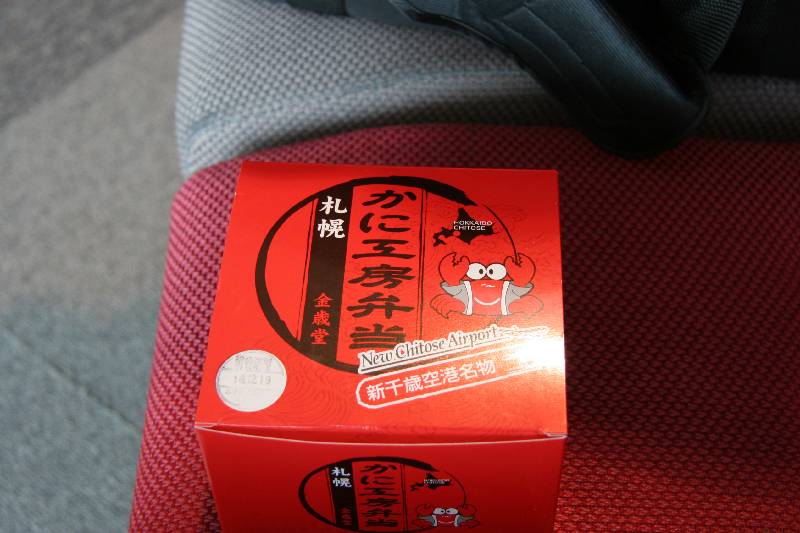 札幌
かに工房弁当
金歳堂
HOKKAIDO
CHITOSE
New Chitose Airport
新千歳空港名物
札幌
かに工房弁当